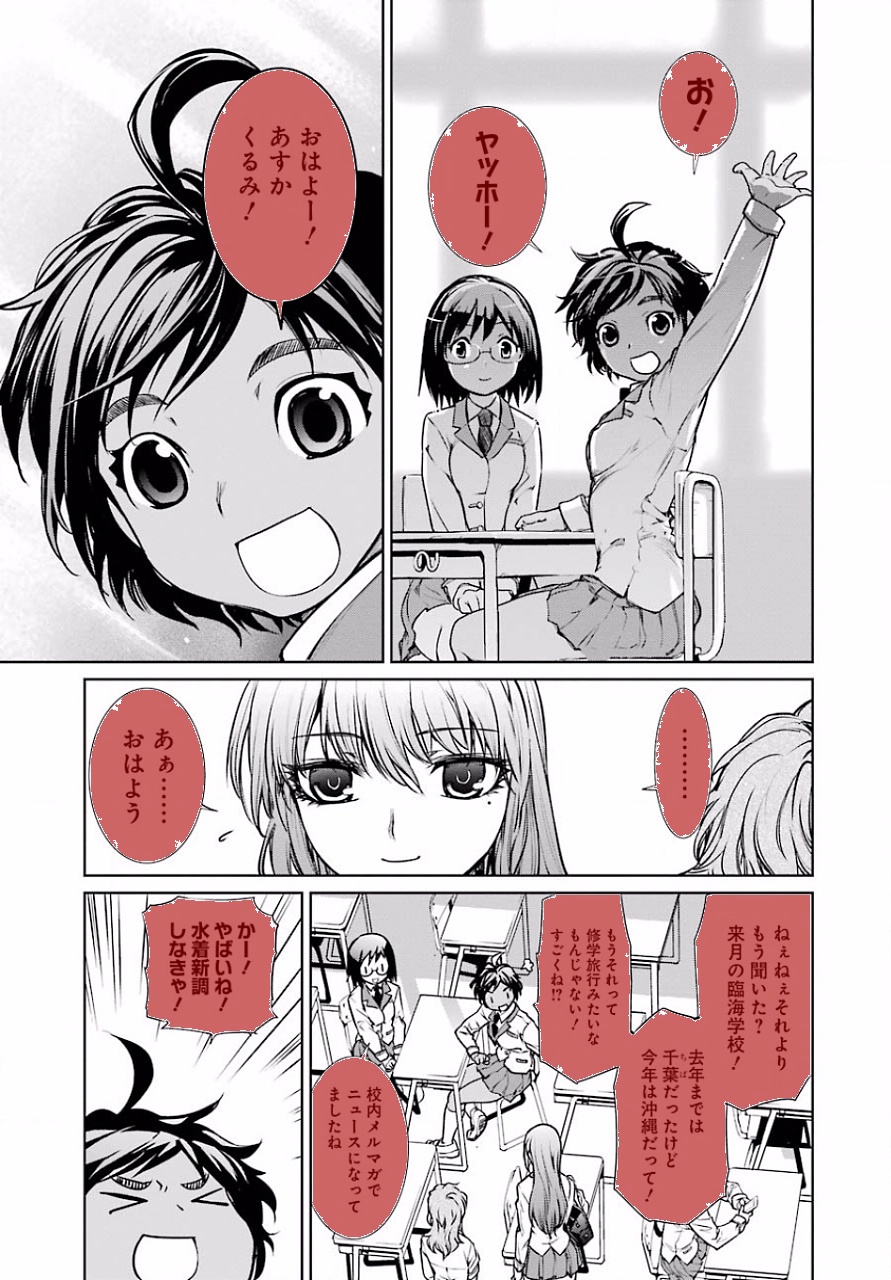 お！
ヤッホー！
おはよー！
あすか
くるみ！
………
あぁ……
おはよう
ねぇねぇそれより
もう聞いた？
来月の臨海学校！
去年までは
千葉だったけど
ちば
今年は沖縄だって！
もうそれって
修学旅行みたいな
もんじゃない！
すごくね!?
校内メルマガで
ニュースになって
ましたね
かー！
やばいね！
水着新調
しなきゃ！